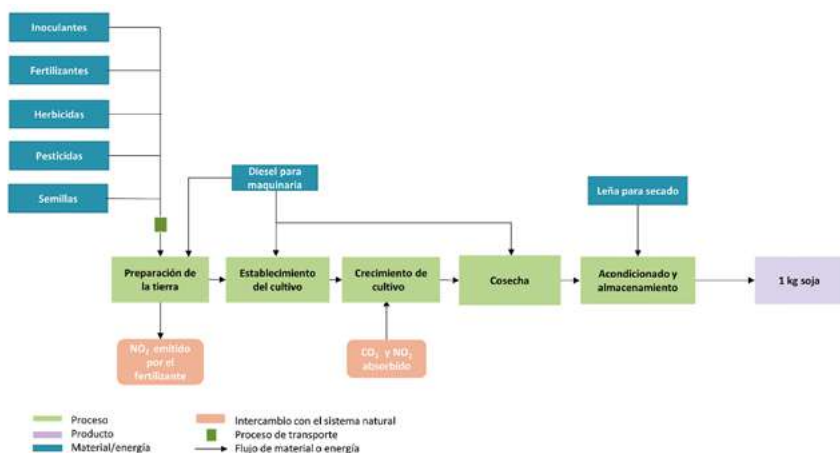 Inoculantes
Fertilizantes
Herbicidas
Pesticidas
Semillas
Diesel para
maquinaria
Leña para secado
Preparación de
la tierra
Establecimiento
del cultivo
Crecimiento de
cultivo
Cosecha
Acondicionado y
almacenamiento
1 kg soja
NO₂ emitido
por el
fertilizante
CO₂ y NO₂
absorbido
Proceso
Producto
Material/energía
Intercambio con el sistema natural
Proceso de transporte
Flujo de material o energía